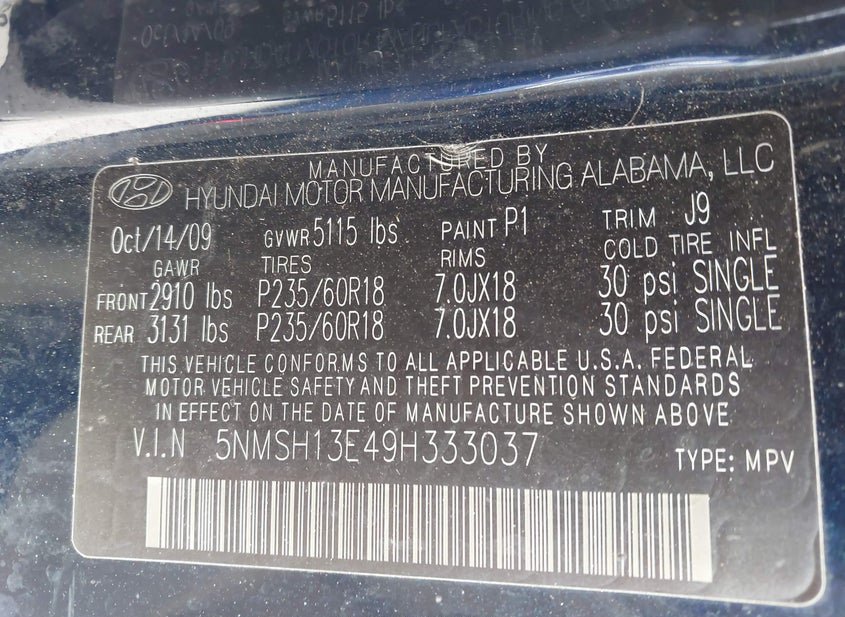 MANUFACTURED BY
HYUNDAI MOTOR MANUFACTURING ALABAMA, LLC
Oct/14/09 GVWR 5115 lbs PAINT P1 TRIM J9
GAWR TIRES RIMS COLD TIRE INFL
FRONT 2910 lbs P235/60R18 7.0JX18 30 psi SINGLE
REAR 3131 lbs P235/60R18 7.0JX18 30 psi SINGLE
THIS VEHICLE CONFORMS TO ALL APPLICABLE U.S.A. FEDERAL
MOTOR VEHICLE SAFETY AND THEFT PREVENTION STANDARDS
IN EFFECT ON THE DATE OF MANUFACTURE SHOWN ABOVE
V.I.N 5NMSH13E49H333037
TYPE: MPV